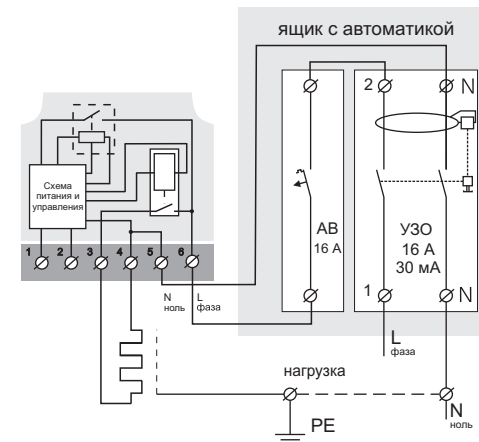 ящик с автоматикой
2
N
Схема
питания и
управления
АВ
16 А
УЗО
16 А
30 мА
1
2
3
4
5
6
N
ноль
L
фаза
1
N
L
фаза
нагрузка
PE
N
ноль